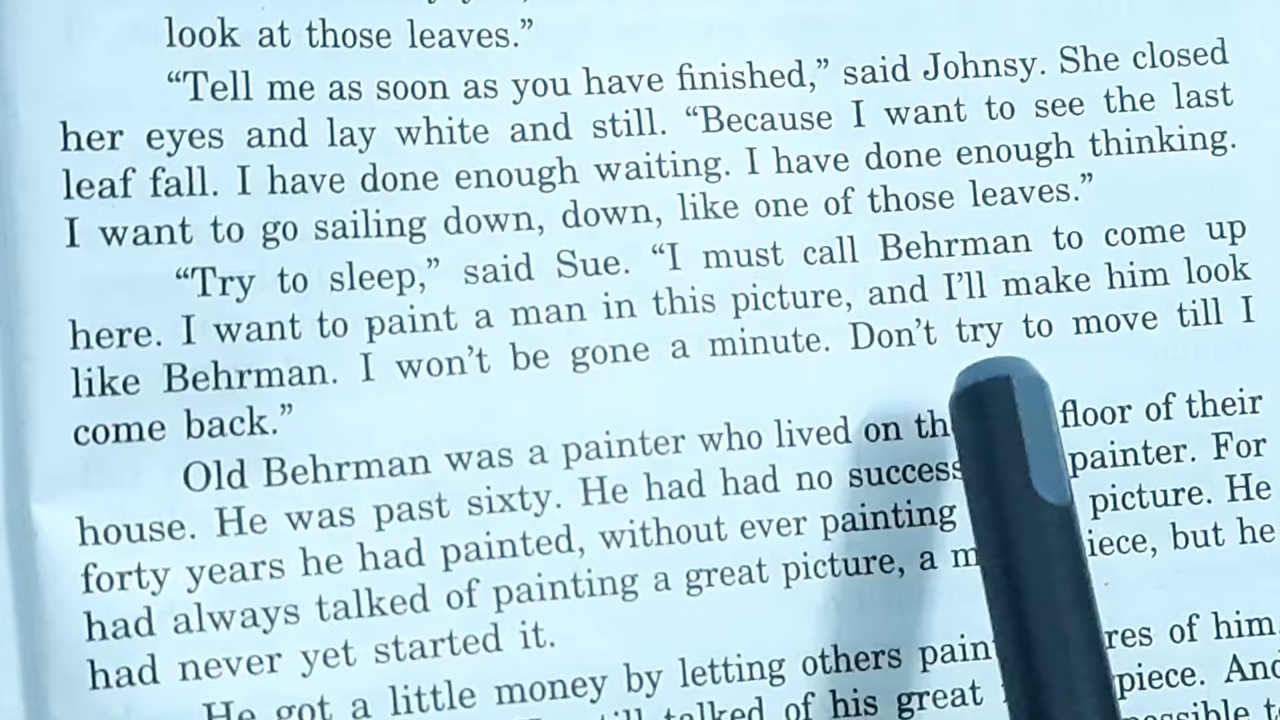 look at those leaves.”
“Tell me as soon as you have finished,” said Johnsy. She closed
her eyes and lay white and still. “Because I want to see the last
leaf fall. I have done enough waiting. I have done enough thinking.
I want to go sailing down, down, like one of those leaves.”
“Try to sleep,” said Sue. “I must call Behrman to come up
here. I want to paint a man in this picture, and I’ll make him look
like Behrman. I won’t be gone a minute. Don’t try to move till I
come back.”
Old Behrman was a painter who lived on floor of their
house. He was past sixty. He had had no success painter. For
forty years he had painted, without ever painting picture. He
had always talked of painting a great picture, a but he
had never yet started it.
He got a little money by letting others of him
talked of his great And